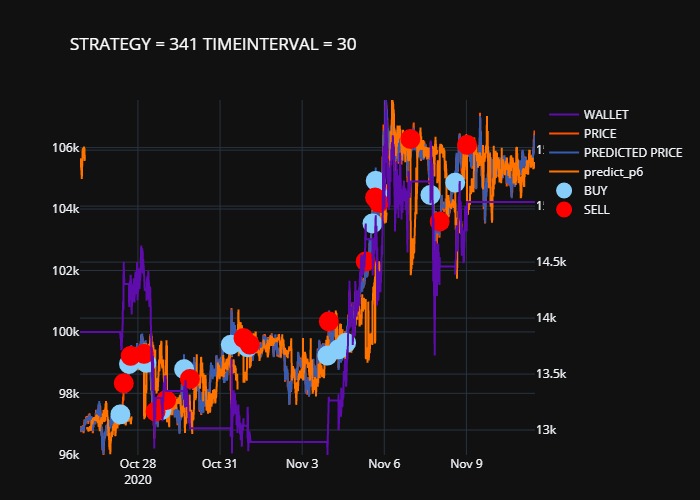 STRATEGY = 341 TIMEINTERVAL = 30
WALLET
PRICE
PREDICTED PRICE
predict_p6
BUY
SELL
106k
104k
102k
100k
98k
96k
14.5k
14k
13.5k
13k
Oct 28
2020
Oct 31
Nov 3
Nov 6
Nov 9